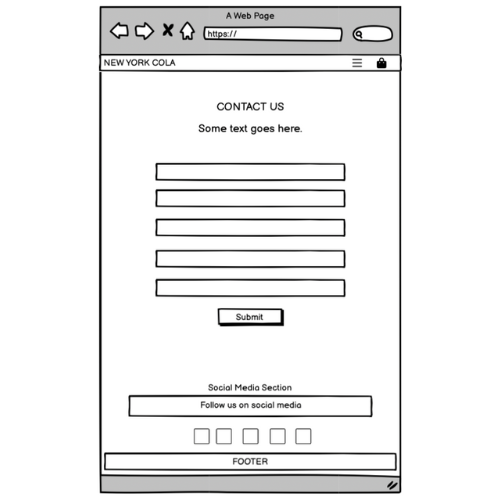 A Web Page
https://
NEW YORK COLA
CONTACT US
Some text goes here.
Submit
Social Media Section
Follow us on social media
FOOTER